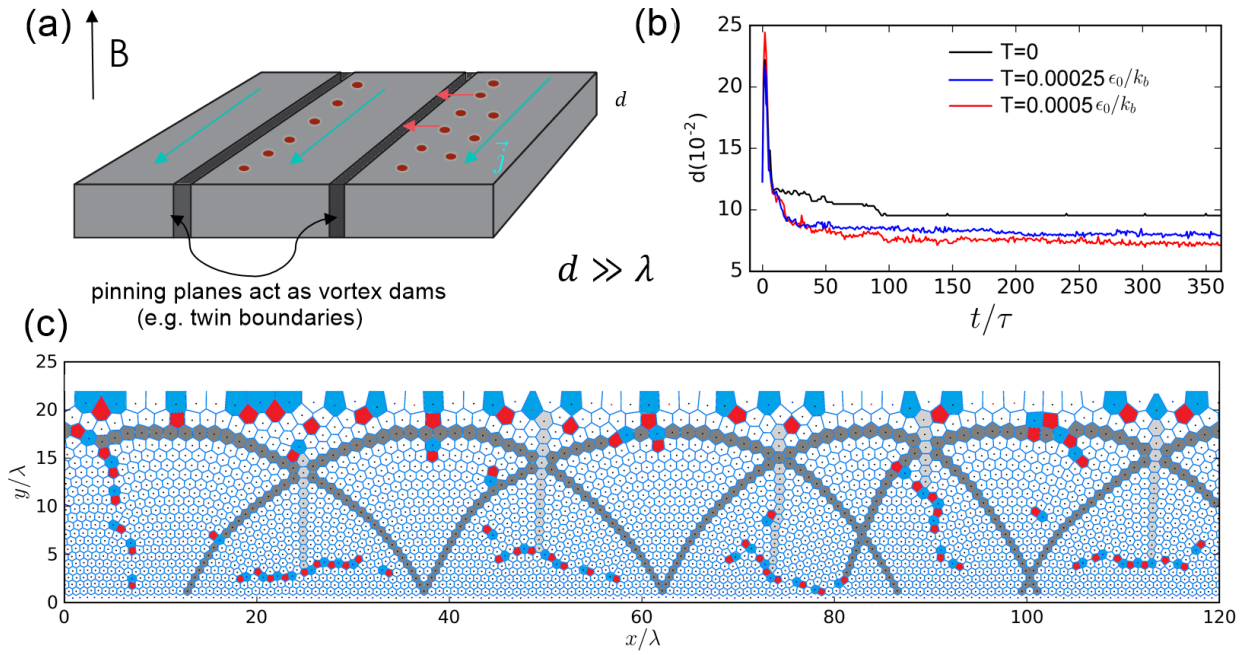 (a)
B
d
j
d ≫ λ
pinning planes act as vortex dams
(e.g. twin boundaries)
(b)
25
20
15
10
5
d(10⁻²)
T=0
T=0.00025 ϵ₀/k_b
T=0.0005 ϵ₀/k_b
0 50 100 150 200 250 300 350
t/τ
(c)
25
20
15
10
5
0
y/λ
0 20 40 60 80 100 120
x/λ